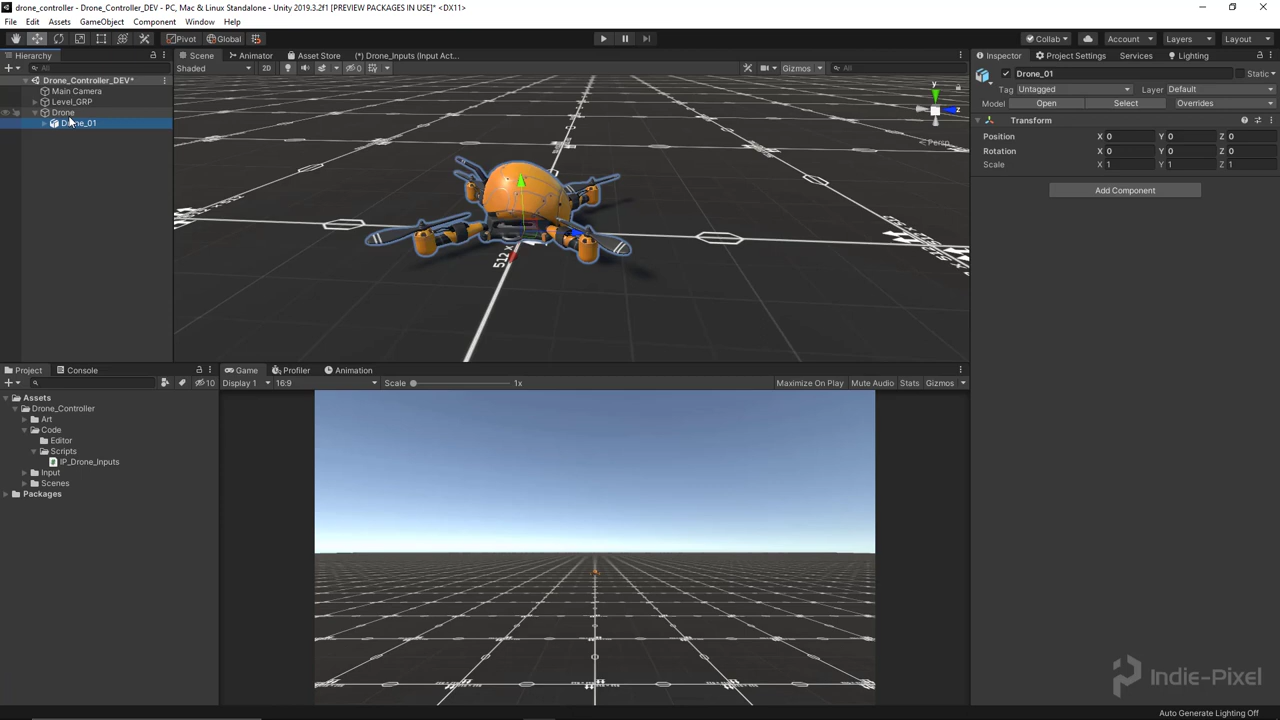 drone_controller - Drone_Controller_DEV - PC, Mac & Linux Standalone - Unity 2019.3.2f1 [PREVIEW PACKAGES IN USE]* <DX11>
File Edit Assets GameObject Component Window Help
Pivot Global Collab Account Layers Layout
Hierarchy
All
Drone_Controller_DEV*
Main Camera
Level_GRP
Drone
Drone_01
Scene Animator Asset Store (*) Drone_Inputs (Input Act...
Shaded 2D 0 Gizmos All
y
z
Persp
512 x
Inspector Project Settings Services Lighting
Drone_01 Static
Tag Untagged Layer Default
Model Open Select Overrides
Transform
Position X 0 Y 0 Z 0
Rotation X 0 Y 0 Z 0
Scale X 1 Y 1 Z 1
Add Component
Project Console
10
Assets
Drone_Controller
Art
Code
Editor
Scripts
IP_Drone_Inputs
Input
Scenes
Packages
Game Profiler Animation
Display 1 16:9 Scale 1x Maximize On Play Mute Audio Stats Gizmos
Indie-Pixel
Auto Generate Lighting Off